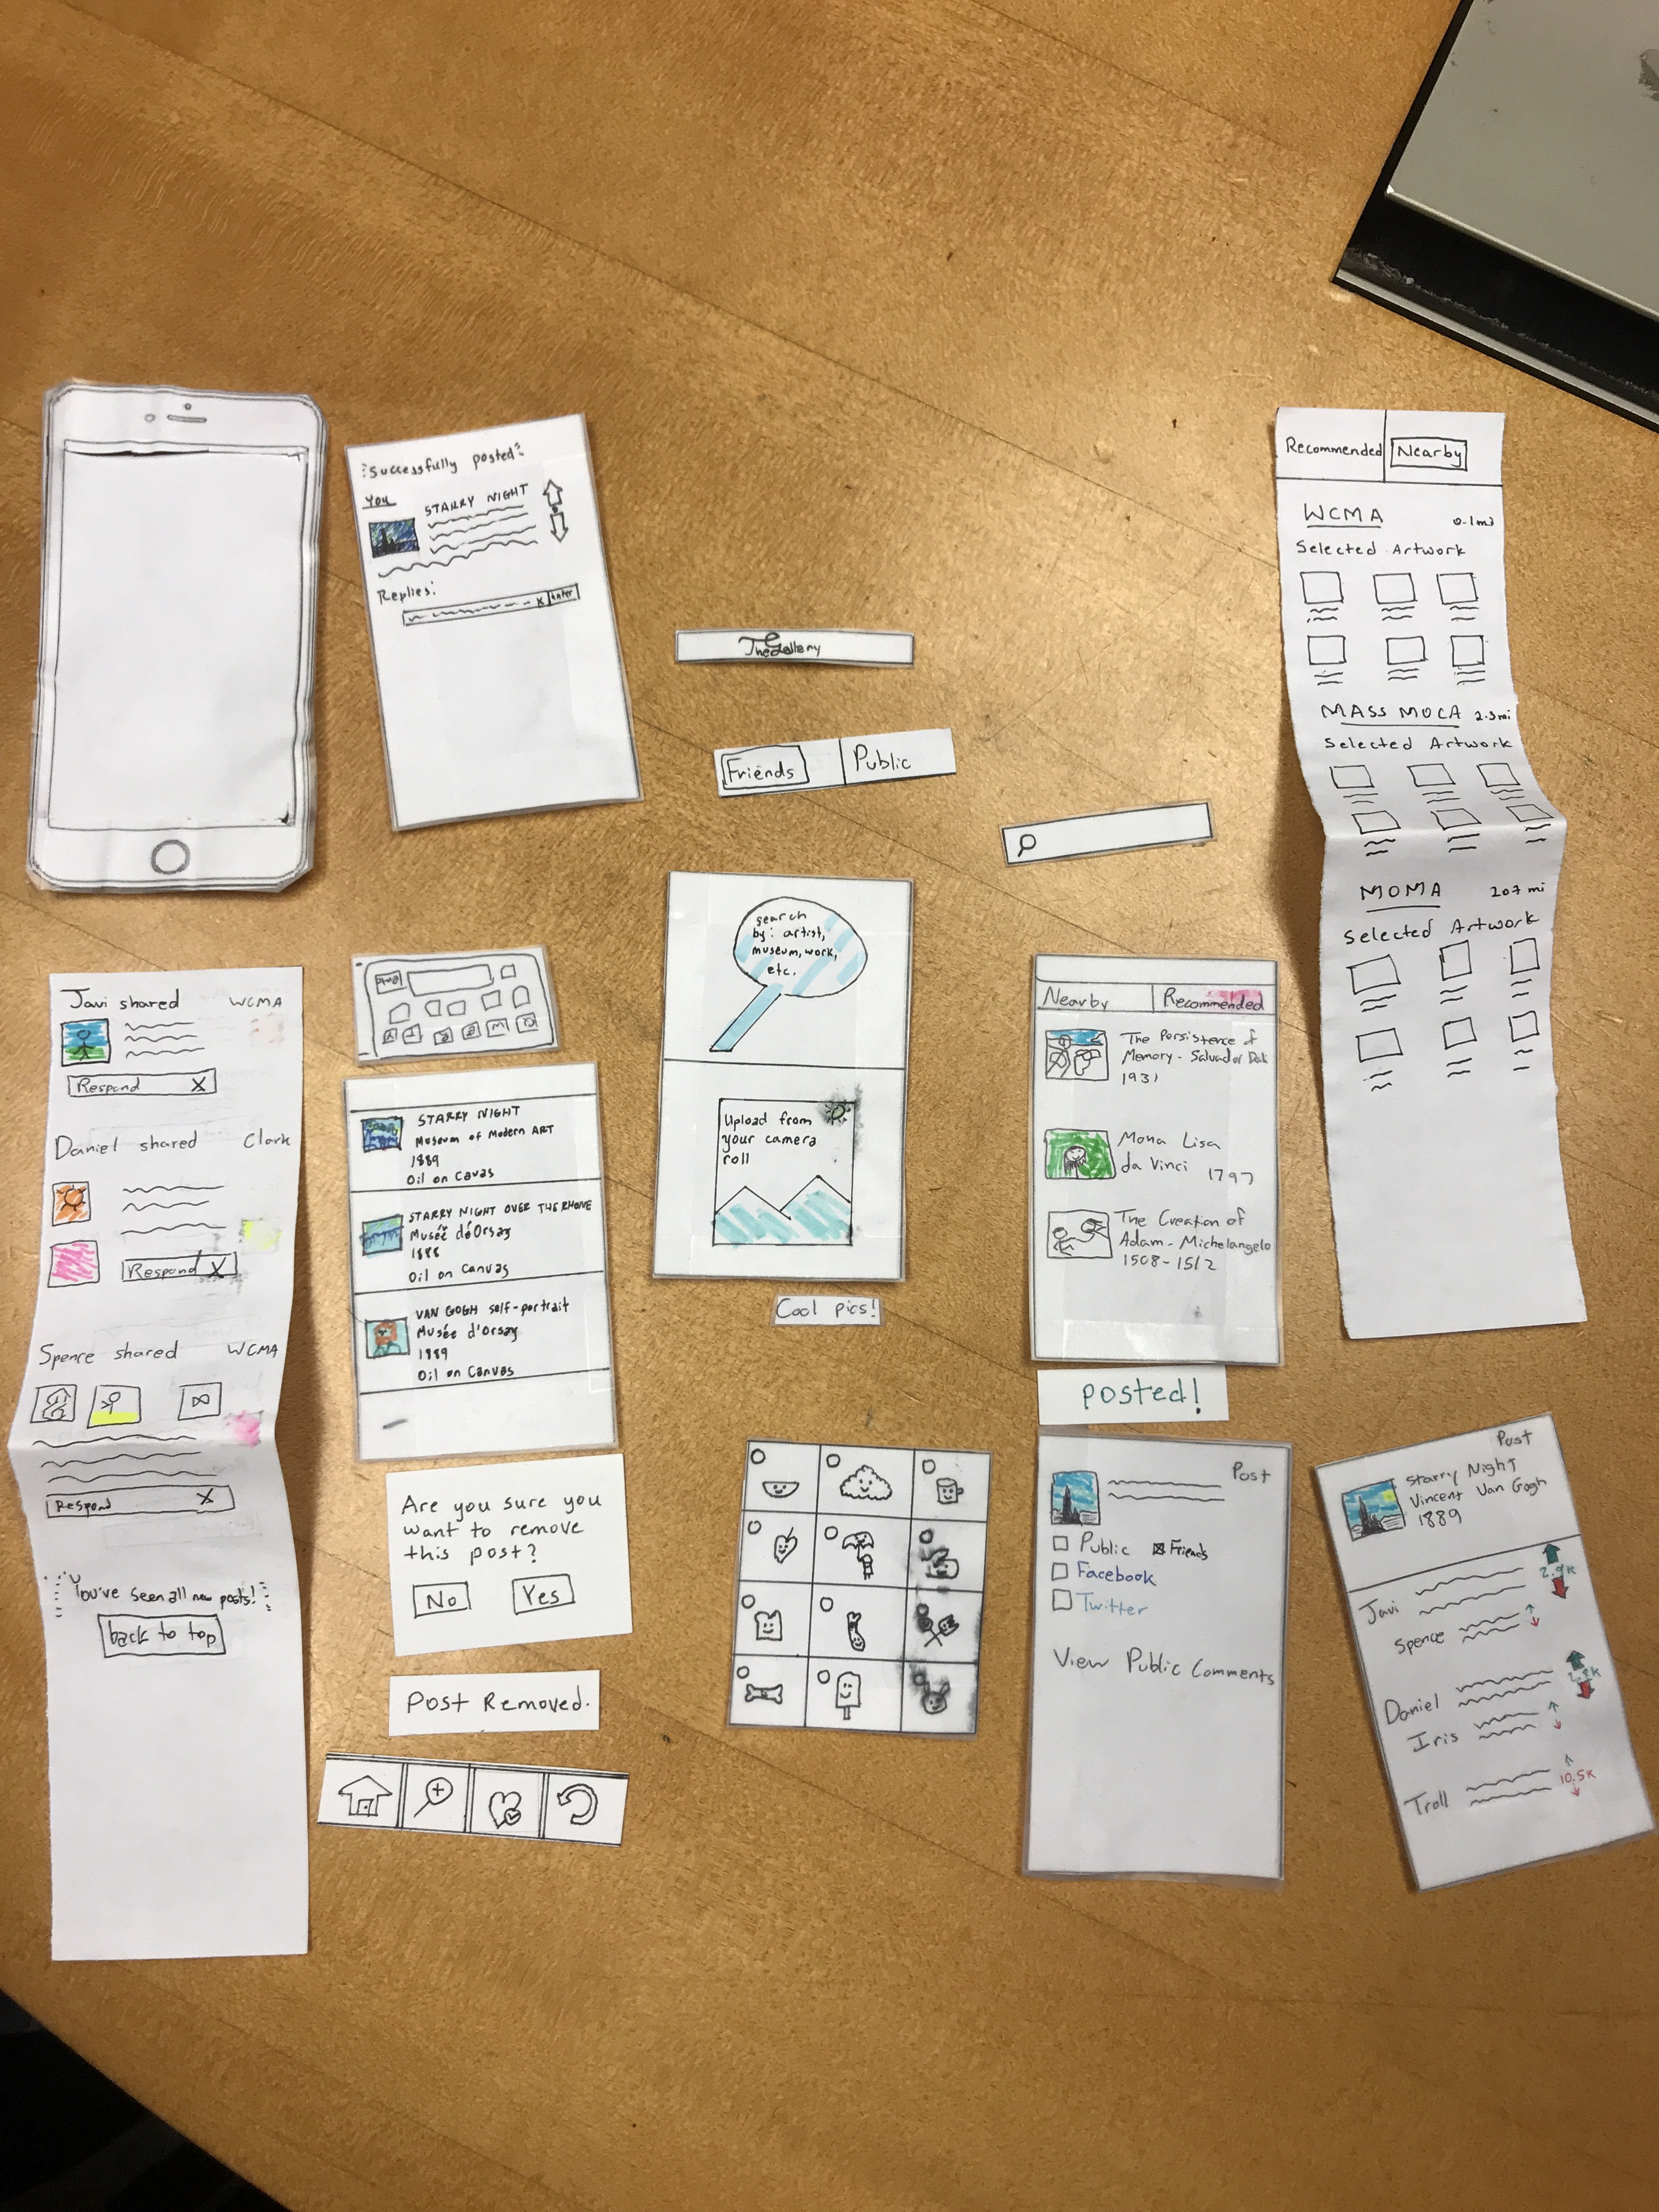 Successfully posted
You
STARRY NIGHT
Replies:
x enter
The Gallery
Friends
Public
Recommended
Nearby
WCMA
0.1mi
Selected Artwork
MASS MOCA 2.3mi
Selected Artwork
MOMA
207 mi
Selected Artwork
search
by: artist,
museum, work,
etc.
Upload from
your camera
roll
Cool pics!
Javi shared
WCMA
Respond X
Daniel shared
Clark
Respond X
Spence shared
WCMA
Respond X
You've seen all new posts!
back to top
STARRY NIGHT
Museum of Modern ART
1889
Oil on Cavas
STARRY NIGHT OVER THE RHONE
Musée d'Orsay
1888
Oil on Canvas
VAN GOGH self-portrait
Musée d'Orsay
1889
Oil on Canvas
Are you sure you
want to remove
this post?
No
Yes
Post Removed.
Nearby
Recommended
The Persistence of
Memory - Salvador Dali
1931
Mona Lisa
da Vinci 1797
The Creation of
Adam - Michelangelo
1508-1512
Posted!
Post
Public
Friends
Facebook
Twitter
View Public Comments
Post
Starry Night
Vincent Van Gogh
1889
Javi
2.9k
Spence
Daniel
Iris
Troll
10.5k